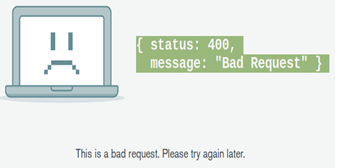 { status: 400,
message: "Bad Request" }
This is a bad request. Please try again later.